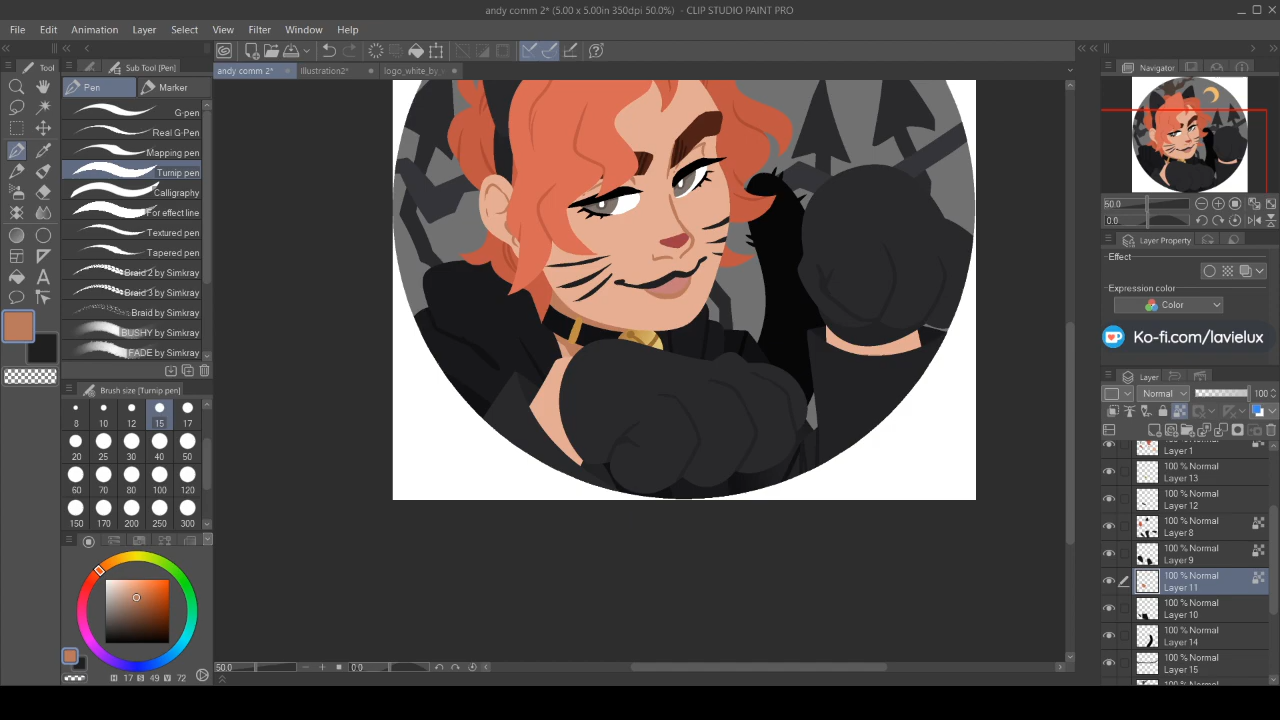 andy comm 2* (5.00 x 5.00in 350dpi 50.0%) - CLIP STUDIO PAINT PRO
File Edit Animation Layer Select View Filter Window Help
Tool
Sub Tool [Pen]
andy comm 2*
Illustration2*
logo_white_by_
Navigator
Pen
Marker
G-pen
Real G-Pen
Mapping pen
Turnip pen
Calligraphy
For effect line
Textured pen
Tapered pen
Braid 2 by Simkray
Braid 3 by Simkray
Braid by Simkray
BUSHY by Simkray
FADE by Simkray
Brush size [Turnip pen]
8 10 12 15 17
20 25 30 40 50
60 70 80 100 120
150 170 200 250 300
H 17 S 49 V 72
50.0
0.0
50.0
0.0
Layer Property
Effect
Expression color
Color
Ko-fi.com/lavielux
Layer
Normal
100
Layer 1
100 % Normal
Layer 13
100 % Normal
Layer 12
100 % Normal
Layer 8
100 % Normal
Layer 9
100 % Normal
Layer 11
100 % Normal
Layer 10
100 % Normal
Layer 14
100 % Normal
Layer 15